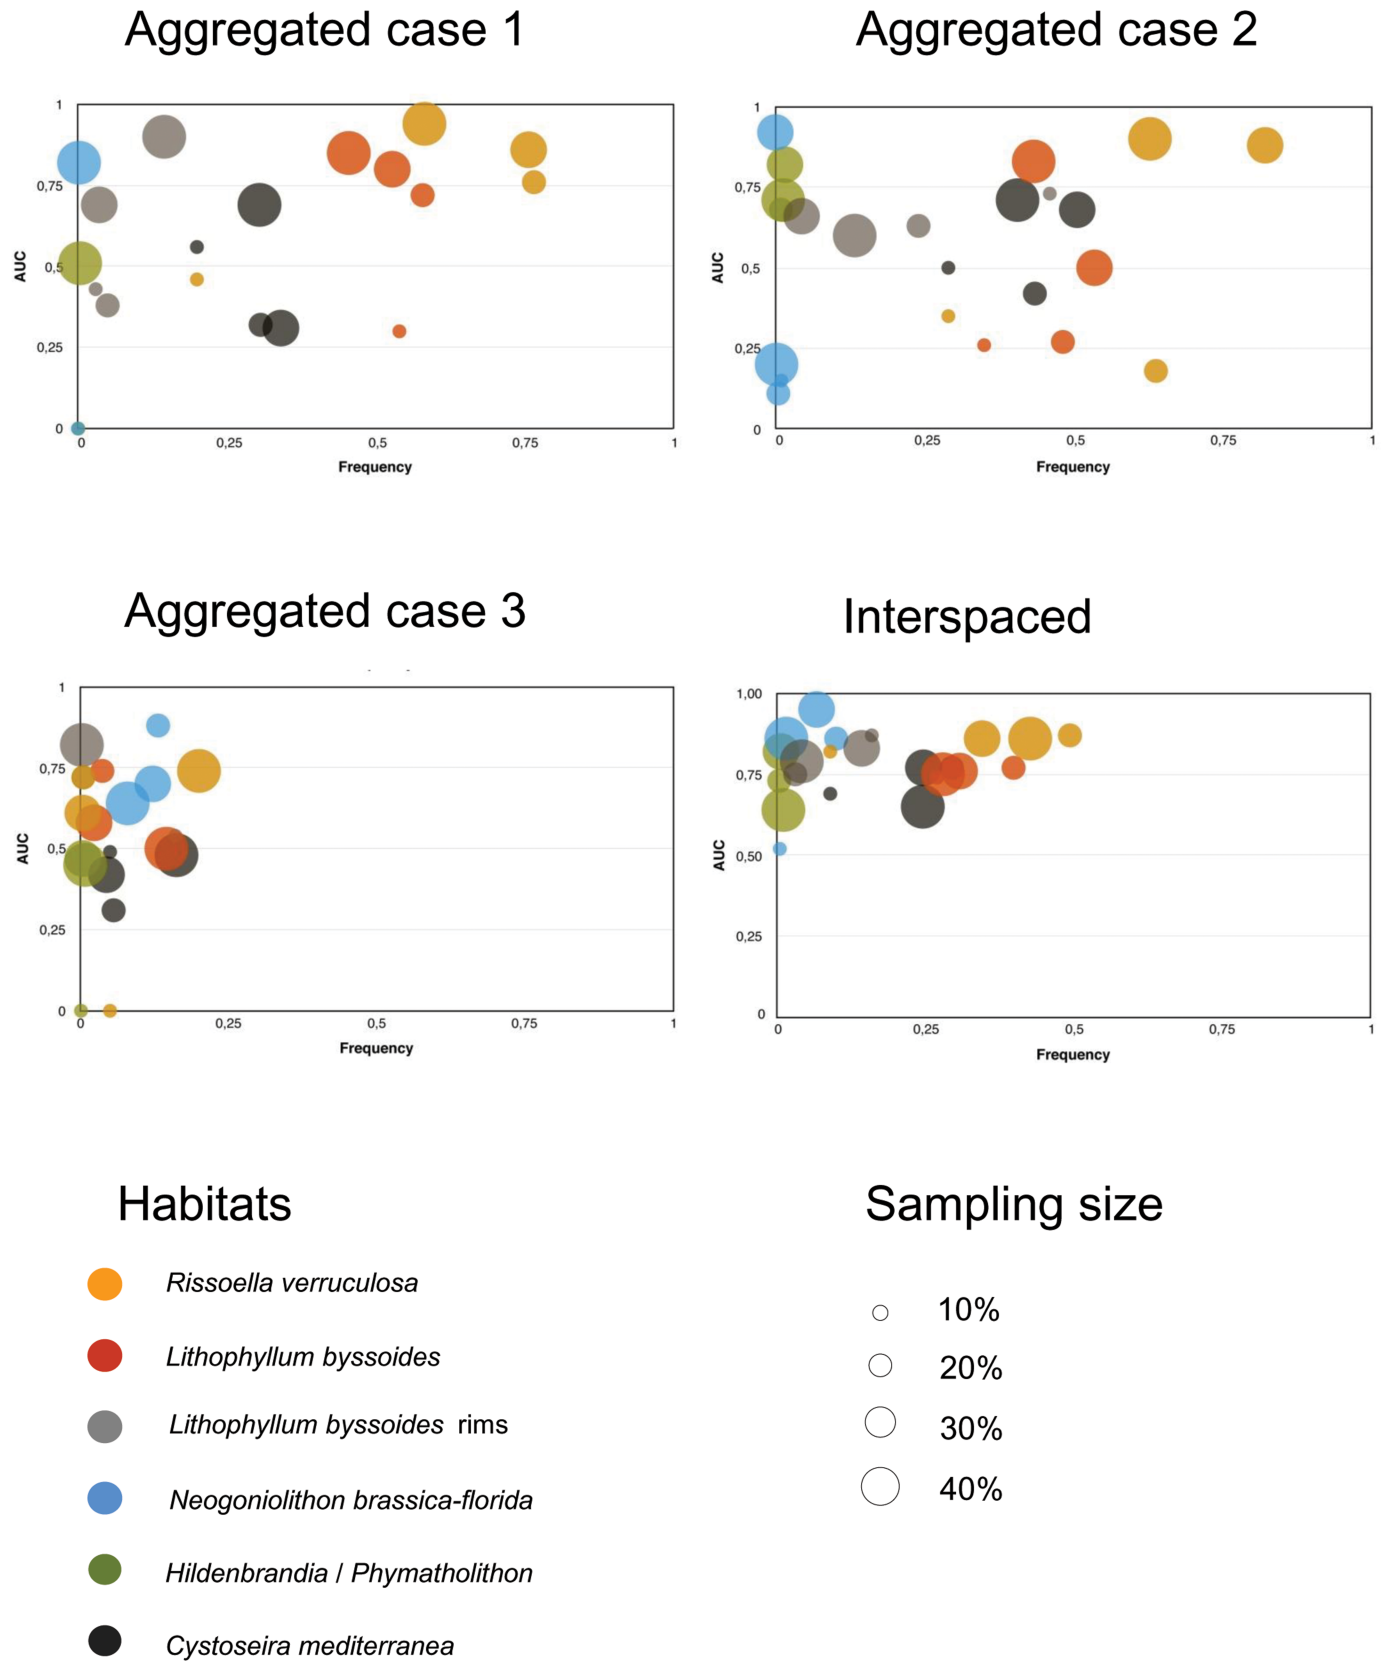 Aggregated case 1
Aggregated case 2
1
0,75
0,5
0,25
0
AUC
0
0,25
0,5
0,75
1
Frequency
1
0,75
0,5
0,25
0
AUC
0
0,25
0,5
0,75
1
Frequency
Aggregated case 3
Interspaced
1
0,75
0,5
0,25
0
AUC
0
0,25
0,5
0,75
1
Frequency
1,00
0,75
0,50
0,25
0
AUC
0
0,25
0,5
0,75
1
Frequency
Habitats
Rissoella verruculosa
Lithophyllum byssoides
Lithophyllum byssoides rims
Neogoniolithon brassica-florida
Hildenbrandia / Phymatholithon
Cystoseira mediterranea
Sampling size
10%
20%
30%
40%